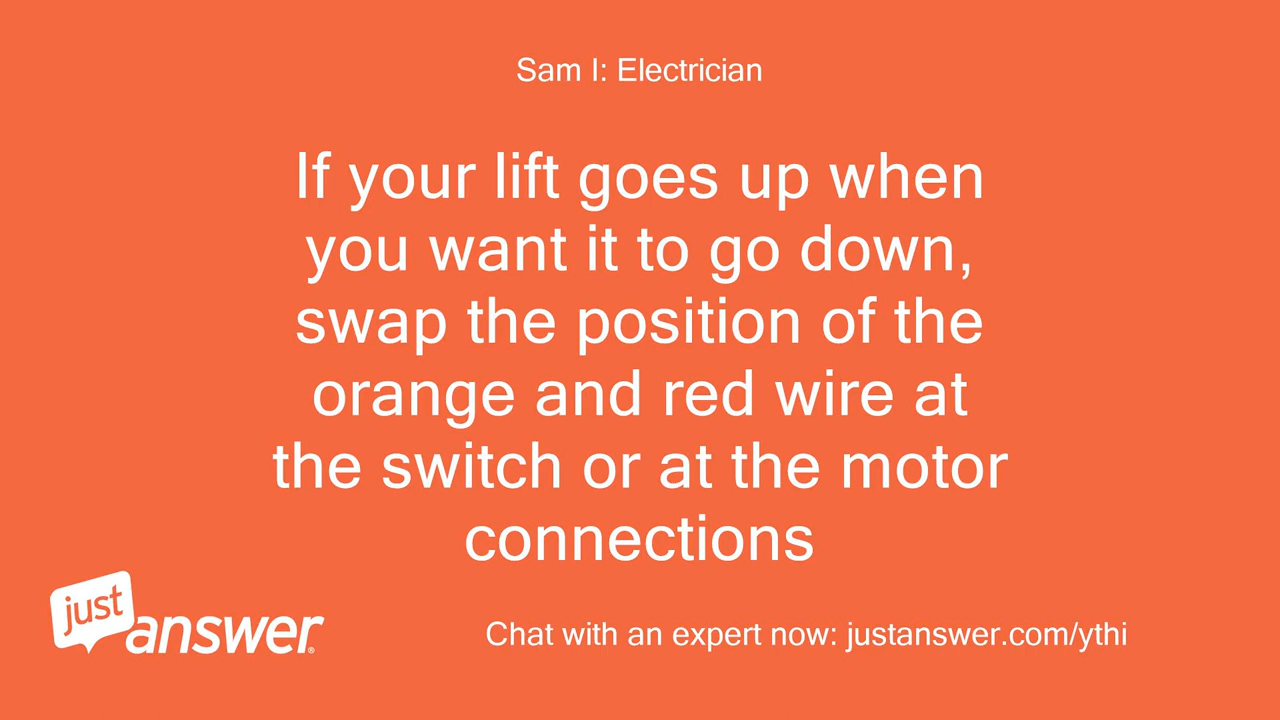 Sam I: Electrician
If your lift goes up when
you want it to go down,
swap the position of the
orange and red wire at
the switch or at the motor
connections
just
answer®
Chat with an expert now: justanswer.com/ythi